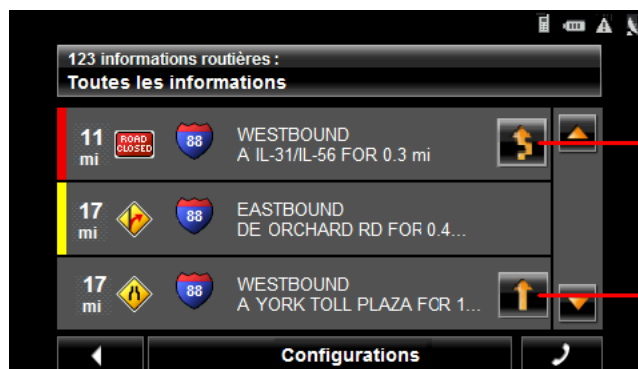 123 informations routières :
Toutes les informations
11 mi
ROAD CLOSED
88
WESTBOUND
A IL-31/IL-56 FOR 0.3 mi
17 mi
88
EASTBOUND
DE ORCHARD RD FOR 0.4...
17 mi
88
WESTBOUND
A YORK TOLL PLAZA FOR 1...
Configurations